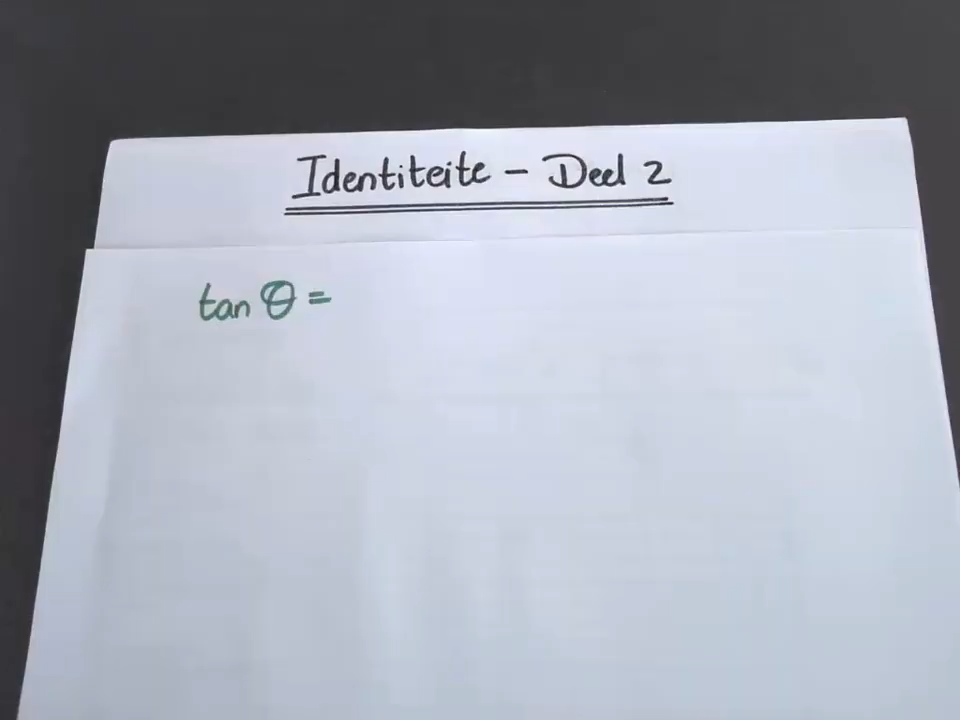 Identiteite - Deel 2
tan θ =